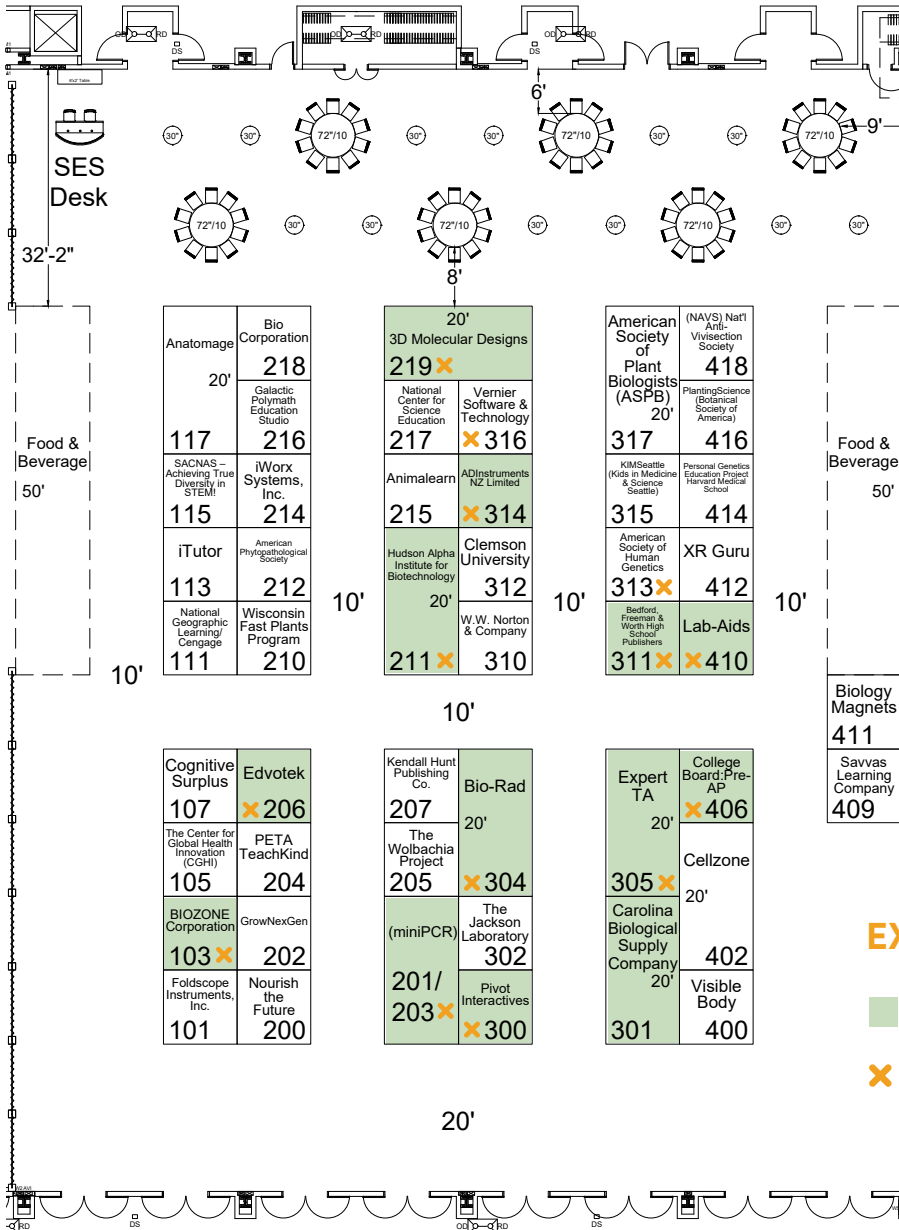 OD
RD
OD
RD
OD
RD
DS
DS
6'x2' Table
SES
Desk
32'-2"
6'
9'
8'
30"
30"
72"/10
30"
30"
72"/10
30"
30"
72"/10
72"/10
30"
30"
72"/10
30"
30"
72"/10
30"
30"
Food &
Beverage
50'
Anatomage
20'
117
Bio
Corporation
218
Galactic
Polymath
Education
Studio
216
SACNAS –
Achieving True
Diversity in
STEM!
115
iWorx
Systems,
Inc.
214
iTutor
113
American
Phytopathological
Society
212
National
Geographic
Learning/
Cengage
111
Wisconsin
Fast Plants
Program
210
10'
20'
3D Molecular Designs
219
National
Center for
Science
Education
217
Vernier
Software &
Technology
316
Animalearn
215
ADInstruments
NZ Limited
314
Hudson Alpha
Institute for
Biotechnology
20'
211
Clemson
University
312
W.W. Norton
& Company
310
10'
American
Society
of
Plant
Biologists
(ASPB)
20'
317
(NAVS) Nat'l
Anti-
Vivisection
Society
418
PlantingScience
(Botanical
Society of
America)
416
KIMSeattle
(Kids in Medicine
& Science
Seattle)
315
Personal Genetics
Education Project
Harvard Medical
School
414
American
Society of
Human
Genetics
313
XR Guru
412
Bedford,
Freeman &
Worth High
School
Publishers
311
Lab-Aids
410
10'
Food &
Beverage
50'
Biology
Magnets
411
Savvas
Learning
Company
409
10'
10'
Cognitive
Surplus
107
Edvotek
206
The Center for
Global Health
Innovation
(CGHI)
105
PETA
TeachKind
204
BIOZONE
Corporation
103
GrowNexGen
202
Foldscope
Instruments,
Inc.
101
Nourish
the
Future
200
Kendall Hunt
Publishing
Co.
207
Bio-Rad
20'
304
The
Wolbachia
Project
205
(miniPCR)
201/
203
The
Jackson
Laboratory
302
Pivot
Interactives
300
Expert
TA
20'
305
College
Board:Pre-
AP
406
Cellzone
20'
402
Carolina
Biological
Supply
Company
20'
301
Visible
Body
400
EX
20'
DS
DS
RD
OD
RD